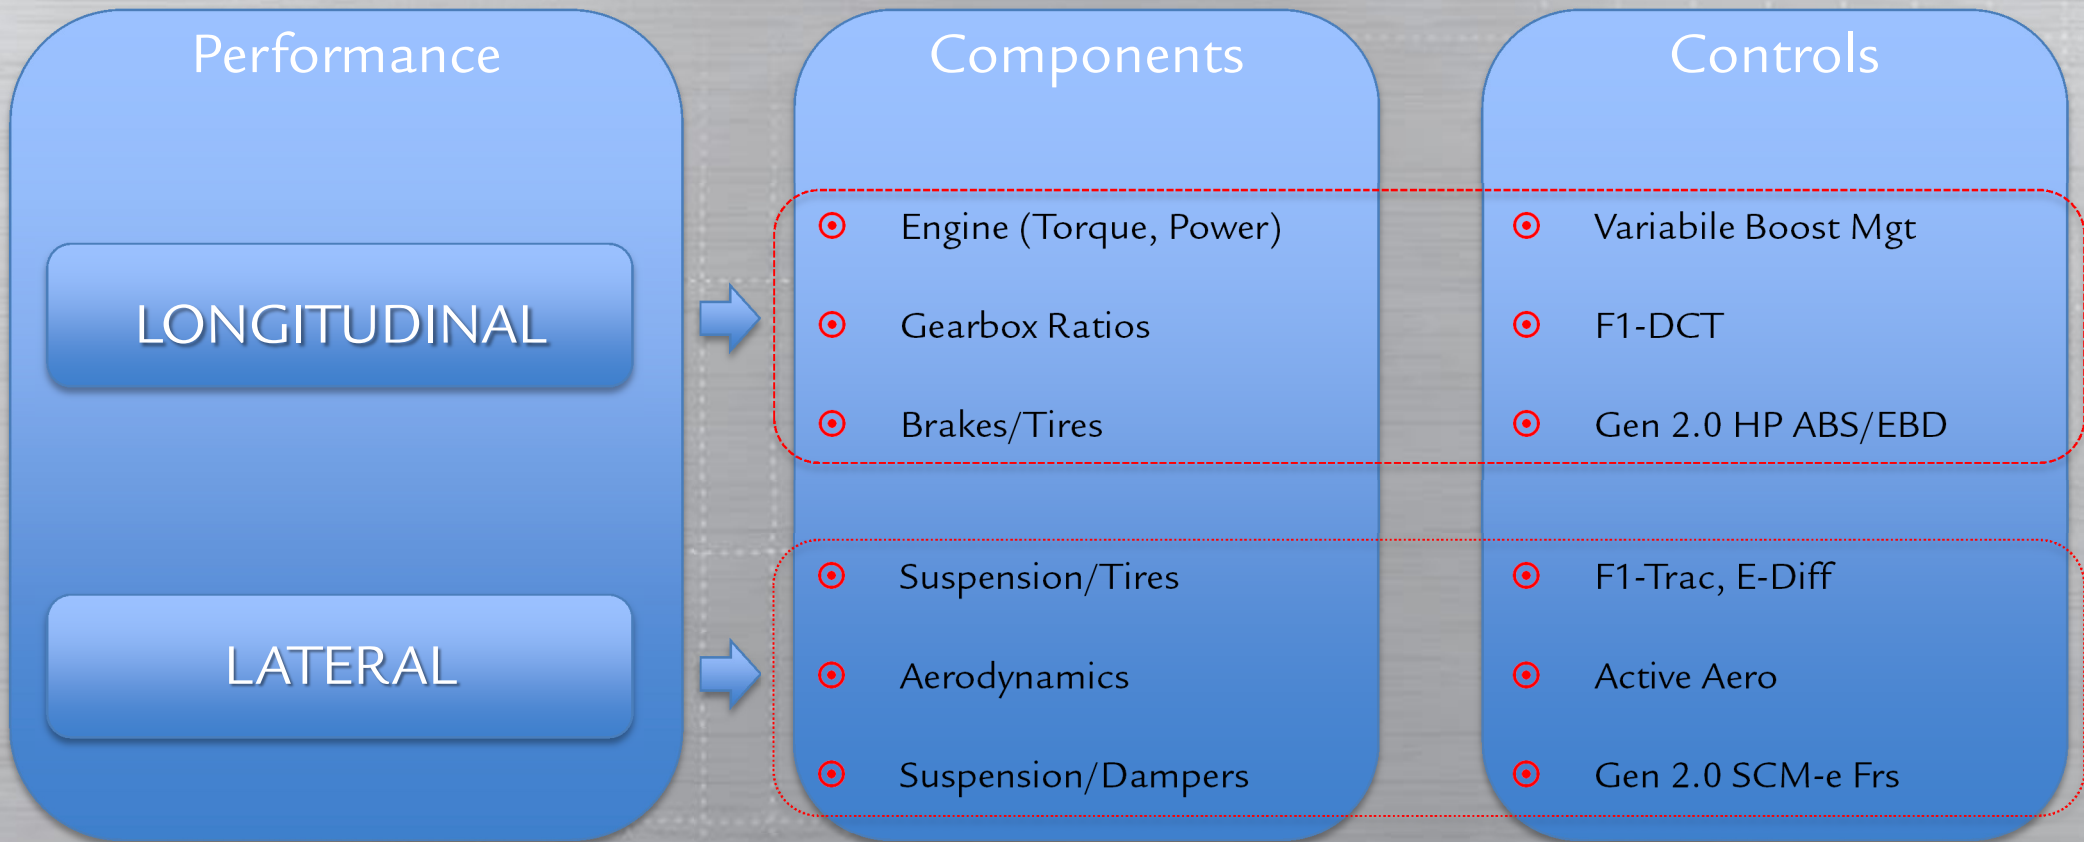 Performance
Components
Controls
LONGITUDINAL
Engine (Torque, Power)
Variabile Boost Mgt
Gearbox Ratios
F1-DCT
Brakes/Tires
Gen 2.0 HP ABS/EBD
LATERAL
Suspension/Tires
F1-Trac, E-Diff
Aerodynamics
Active Aero
Suspension/Dampers
Gen 2.0 SCM-e Frs